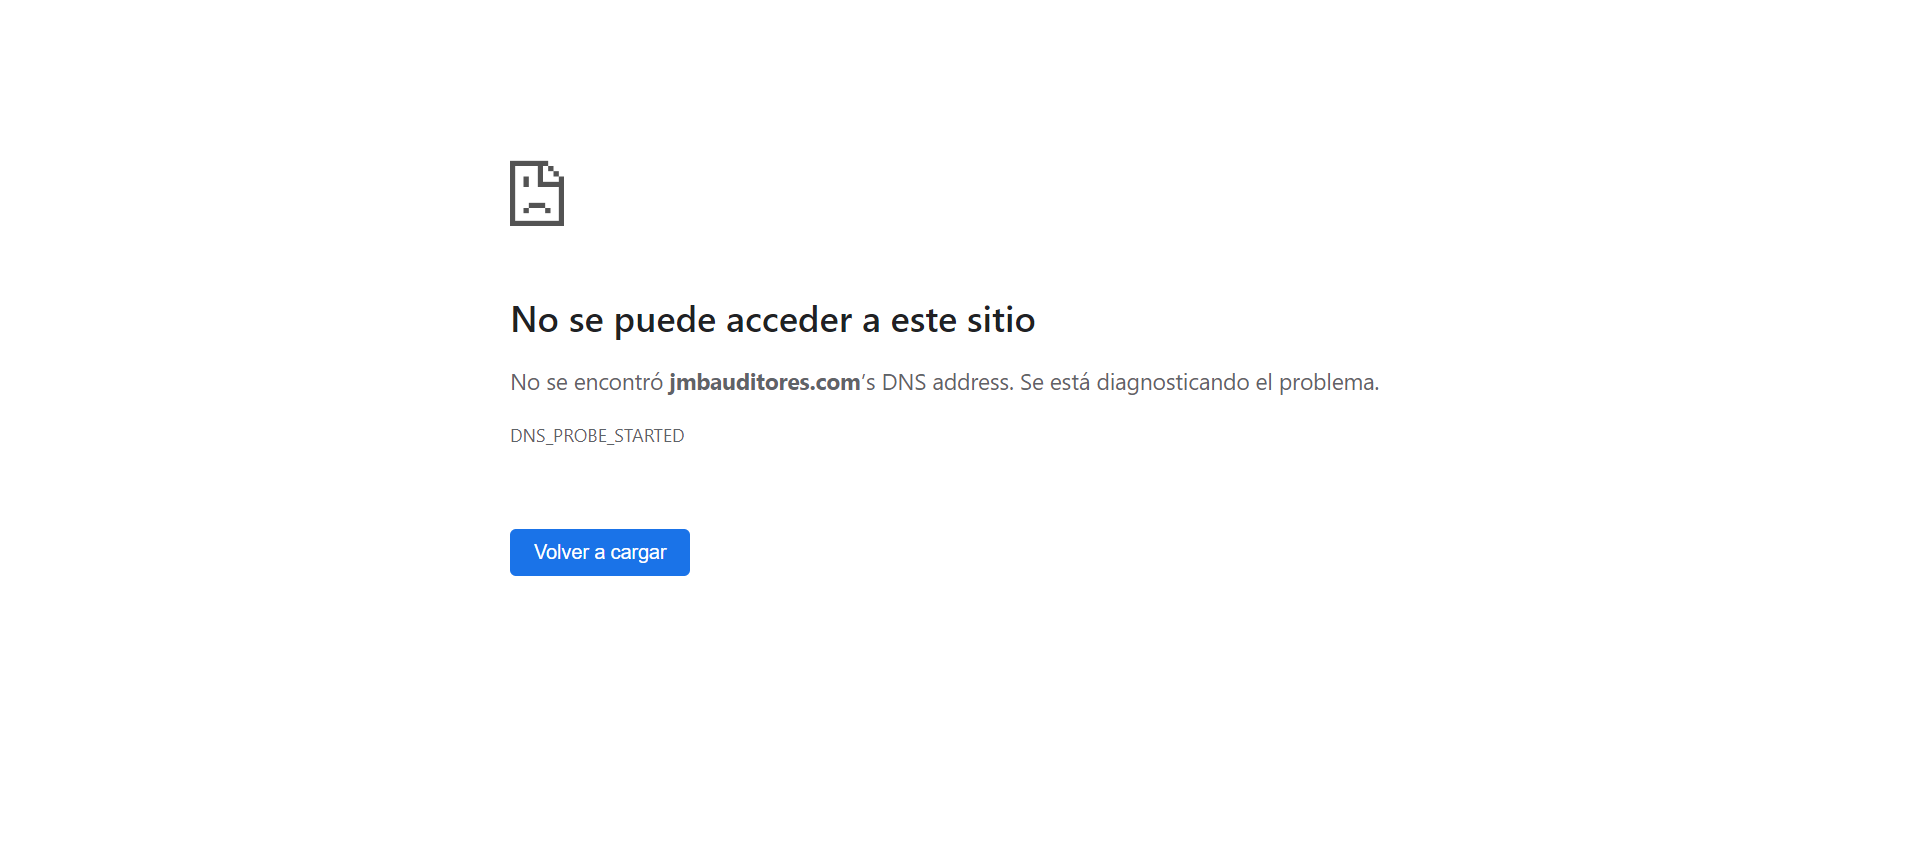 No se puede acceder a este sitio
No se encontró jmbauditores.com’s DNS address. Se está diagnosticando el problema.
DNS_PROBE_STARTED
Volver a cargar